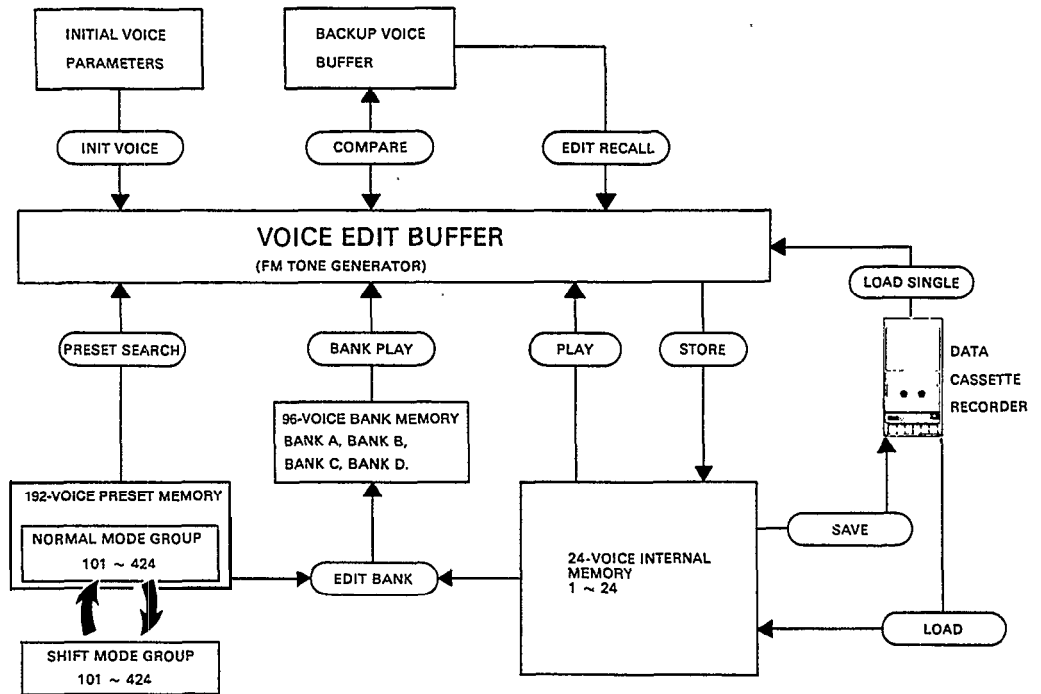 INITIAL VOICE
PARAMETERS
BACKUP VOICE
BUFFER
INIT VOICE
COMPARE
EDIT RECALL
VOICE EDIT BUFFER
(FM TONE GENERATOR)
LOAD SINGLE
PRESET SEARCH
BANK PLAY
PLAY
STORE
DATA
CASSETTE
RECORDER
96-VOICE BANK MEMORY
BANK A, BANK B,
BANK C, BANK D.
192-VOICE PRESET MEMORY
NORMAL MODE GROUP
101 ~ 424
EDIT BANK
24-VOICE INTERNAL
MEMORY
1 ~ 24
SAVE
LOAD
SHIFT MODE GROUP
101 ~ 424